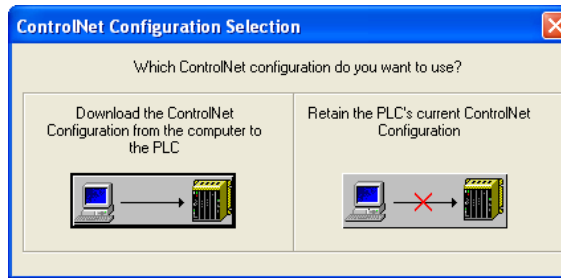 ControlNet Configuration Selection
Which ControlNet configuration do you want to use?
Download the ControlNet
Configuration from the computer to
the PLC
Retain the PLC's current ControlNet
Configuration